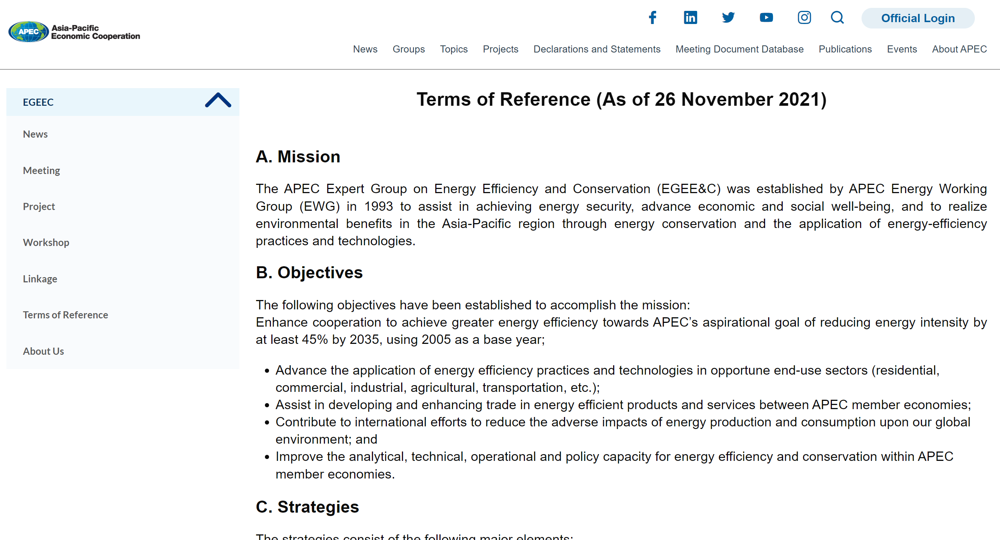 APEC
Asia-Pacific
Economic Cooperation
Official Login
News Groups Topics Projects Declarations and Statements Meeting Document Database Publications Events About APEC
EGEEC
News
Meeting
Project
Workshop
Linkage
Terms of Reference
About Us
Terms of Reference (As of 26 November 2021)
A. Mission
The APEC Expert Group on Energy Efficiency and Conservation (EGEE&C) was established by APEC Energy Working
Group (EWG) in 1993 to assist in achieving energy security, advance economic and social well-being, and to realize
environmental benefits in the Asia-Pacific region through energy conservation and the application of energy-efficiency
practices and technologies.
B. Objectives
The following objectives have been established to accomplish the mission:
Enhance cooperation to achieve greater energy efficiency towards APEC’s aspirational goal of reducing energy intensity by
at least 45% by 2035, using 2005 as a base year;
• Advance the application of energy efficiency practices and technologies in opportune end-use sectors (residential,
commercial, industrial, agricultural, transportation, etc.);
• Assist in developing and enhancing trade in energy efficient products and services between APEC member economies;
• Contribute to international efforts to reduce the adverse impacts of energy production and consumption upon our global
environment; and
• Improve the analytical, technical, operational and policy capacity for energy efficiency and conservation within APEC
member economies.
C. Strategies
The strategies consist of the following major elements: